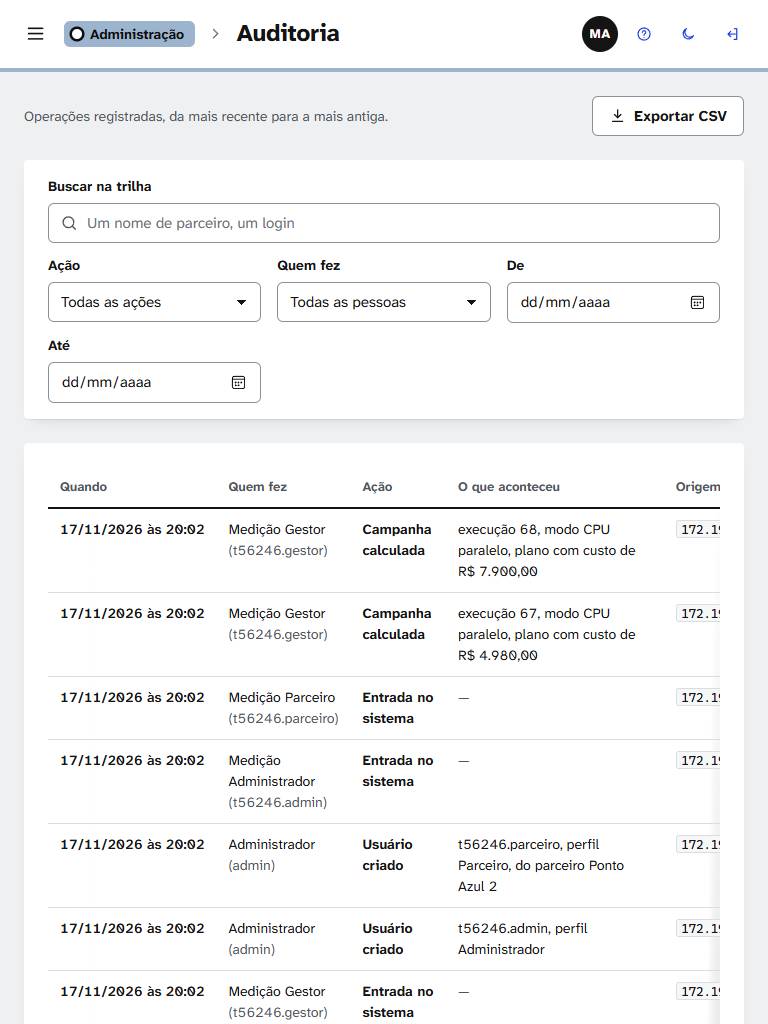 Administração > Auditoria MA
Operações registradas, da mais recente para a mais antiga. Exportar CSV
Buscar na trilha
Um nome de parceiro, um login
Ação Quem fez De
Todas as ações Todas as pessoas dd/mm/aaaa
Até
dd/mm/aaaa
Quando Quem fez Ação O que aconteceu Origem
17/11/2026 às 20:02 Medição Gestor Campanha execução 68, modo CPU
(t56246.gestor) calculada paralelo, plano com custo de
R$ 7.900,00
17/11/2026 às 20:02 Medição Gestor Campanha execução 67, modo CPU
(t56246.gestor) calculada paralelo, plano com custo de
R$ 4.980,00
17/11/2026 às 20:02 Medição Parceiro Entrada no —
(t56246.parceiro) sistema
17/11/2026 às 20:02 Medição Entrada no —
Administrador sistema
(t56246.admin)
17/11/2026 às 20:02 Administrador Usuário t56246.parceiro, perfil
(admin) criado Parceiro, do parceiro Ponto
Azul 2
17/11/2026 às 20:02 Administrador Usuário t56246.admin, perfil
(admin) criado Administrador
17/11/2026 às 20:02 Medição Gestor Entrada no —
(t56246.gestor) sistema